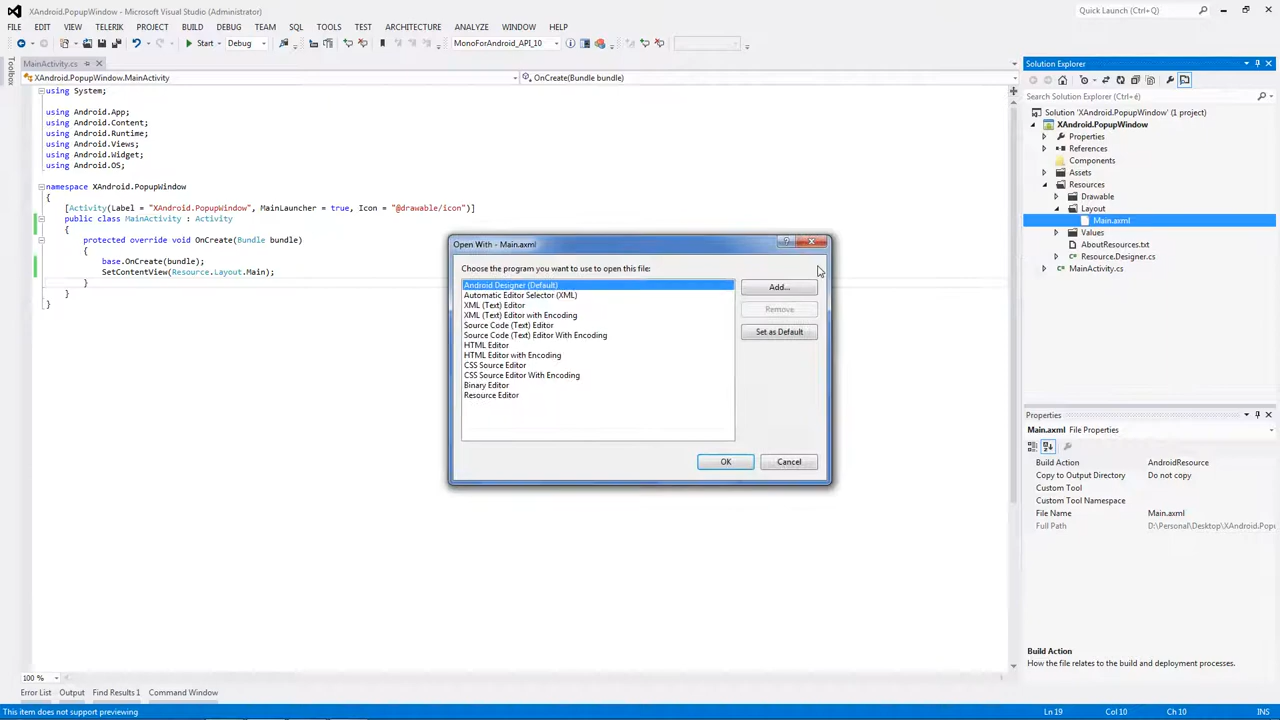 XAndroid.PopupWindow - Microsoft Visual Studio (Administrator)
Quick Launch (Ctrl+Q)
FILE EDIT VIEW TELERIK PROJECT BUILD DEBUG TEAM SQL TOOLS TEST ARCHITECTURE ANALYZE WINDOW HELP
Start Debug MonoForAndroid_API_10
Toolbox
MainActivity.cs
XAndroid.PopupWindow.MainActivity
OnCreate(Bundle bundle)
using System;
using Android.App;
using Android.Content;
using Android.Runtime;
using Android.Views;
using Android.Widget;
using Android.OS;
namespace XAndroid.PopupWindow
{
[Activity(Label = "XAndroid.PopupWindow", MainLauncher = true, Icon = "@drawable/icon")]
public class MainActivity : Activity
{
protected override void OnCreate(Bundle bundle)
{
base.OnCreate(bundle);
SetContentView(Resource.Layout.Main);
}
}
}
Open With - Main.axml
Choose the program you want to use to open this file:
Android Designer (Default)
Automatic Editor Selector (XML)
XML (Text) Editor
XML (Text) Editor with Encoding
Source Code (Text) Editor
Source Code (Text) Editor With Encoding
HTML Editor
HTML Editor with Encoding
CSS Source Editor
CSS Source Editor With Encoding
Binary Editor
Resource Editor
Add...
Remove
Set as Default
OK
Cancel
Solution Explorer
Search Solution Explorer (Ctrl+é)
Solution 'XAndroid.PopupWindow' (1 project)
XAndroid.PopupWindow
Properties
References
Components
Assets
Resources
Drawable
Layout
Main.axml
Values
AboutResources.txt
Resource.Designer.cs
MainActivity.cs
Properties
Main.axml File Properties
Build Action AndroidResource
Copy to Output Directory Do not copy
Custom Tool
Custom Tool Namespace
File Name Main.axml
Full Path D:\Personal\Desktop\XAndroid.Pop
Build Action
How the file relates to the build and deployment processes.
100 %
Error List Output Find Results 1 Command Window
This item does not support previewing
Ln 19 Col 10 Ch 10 INS